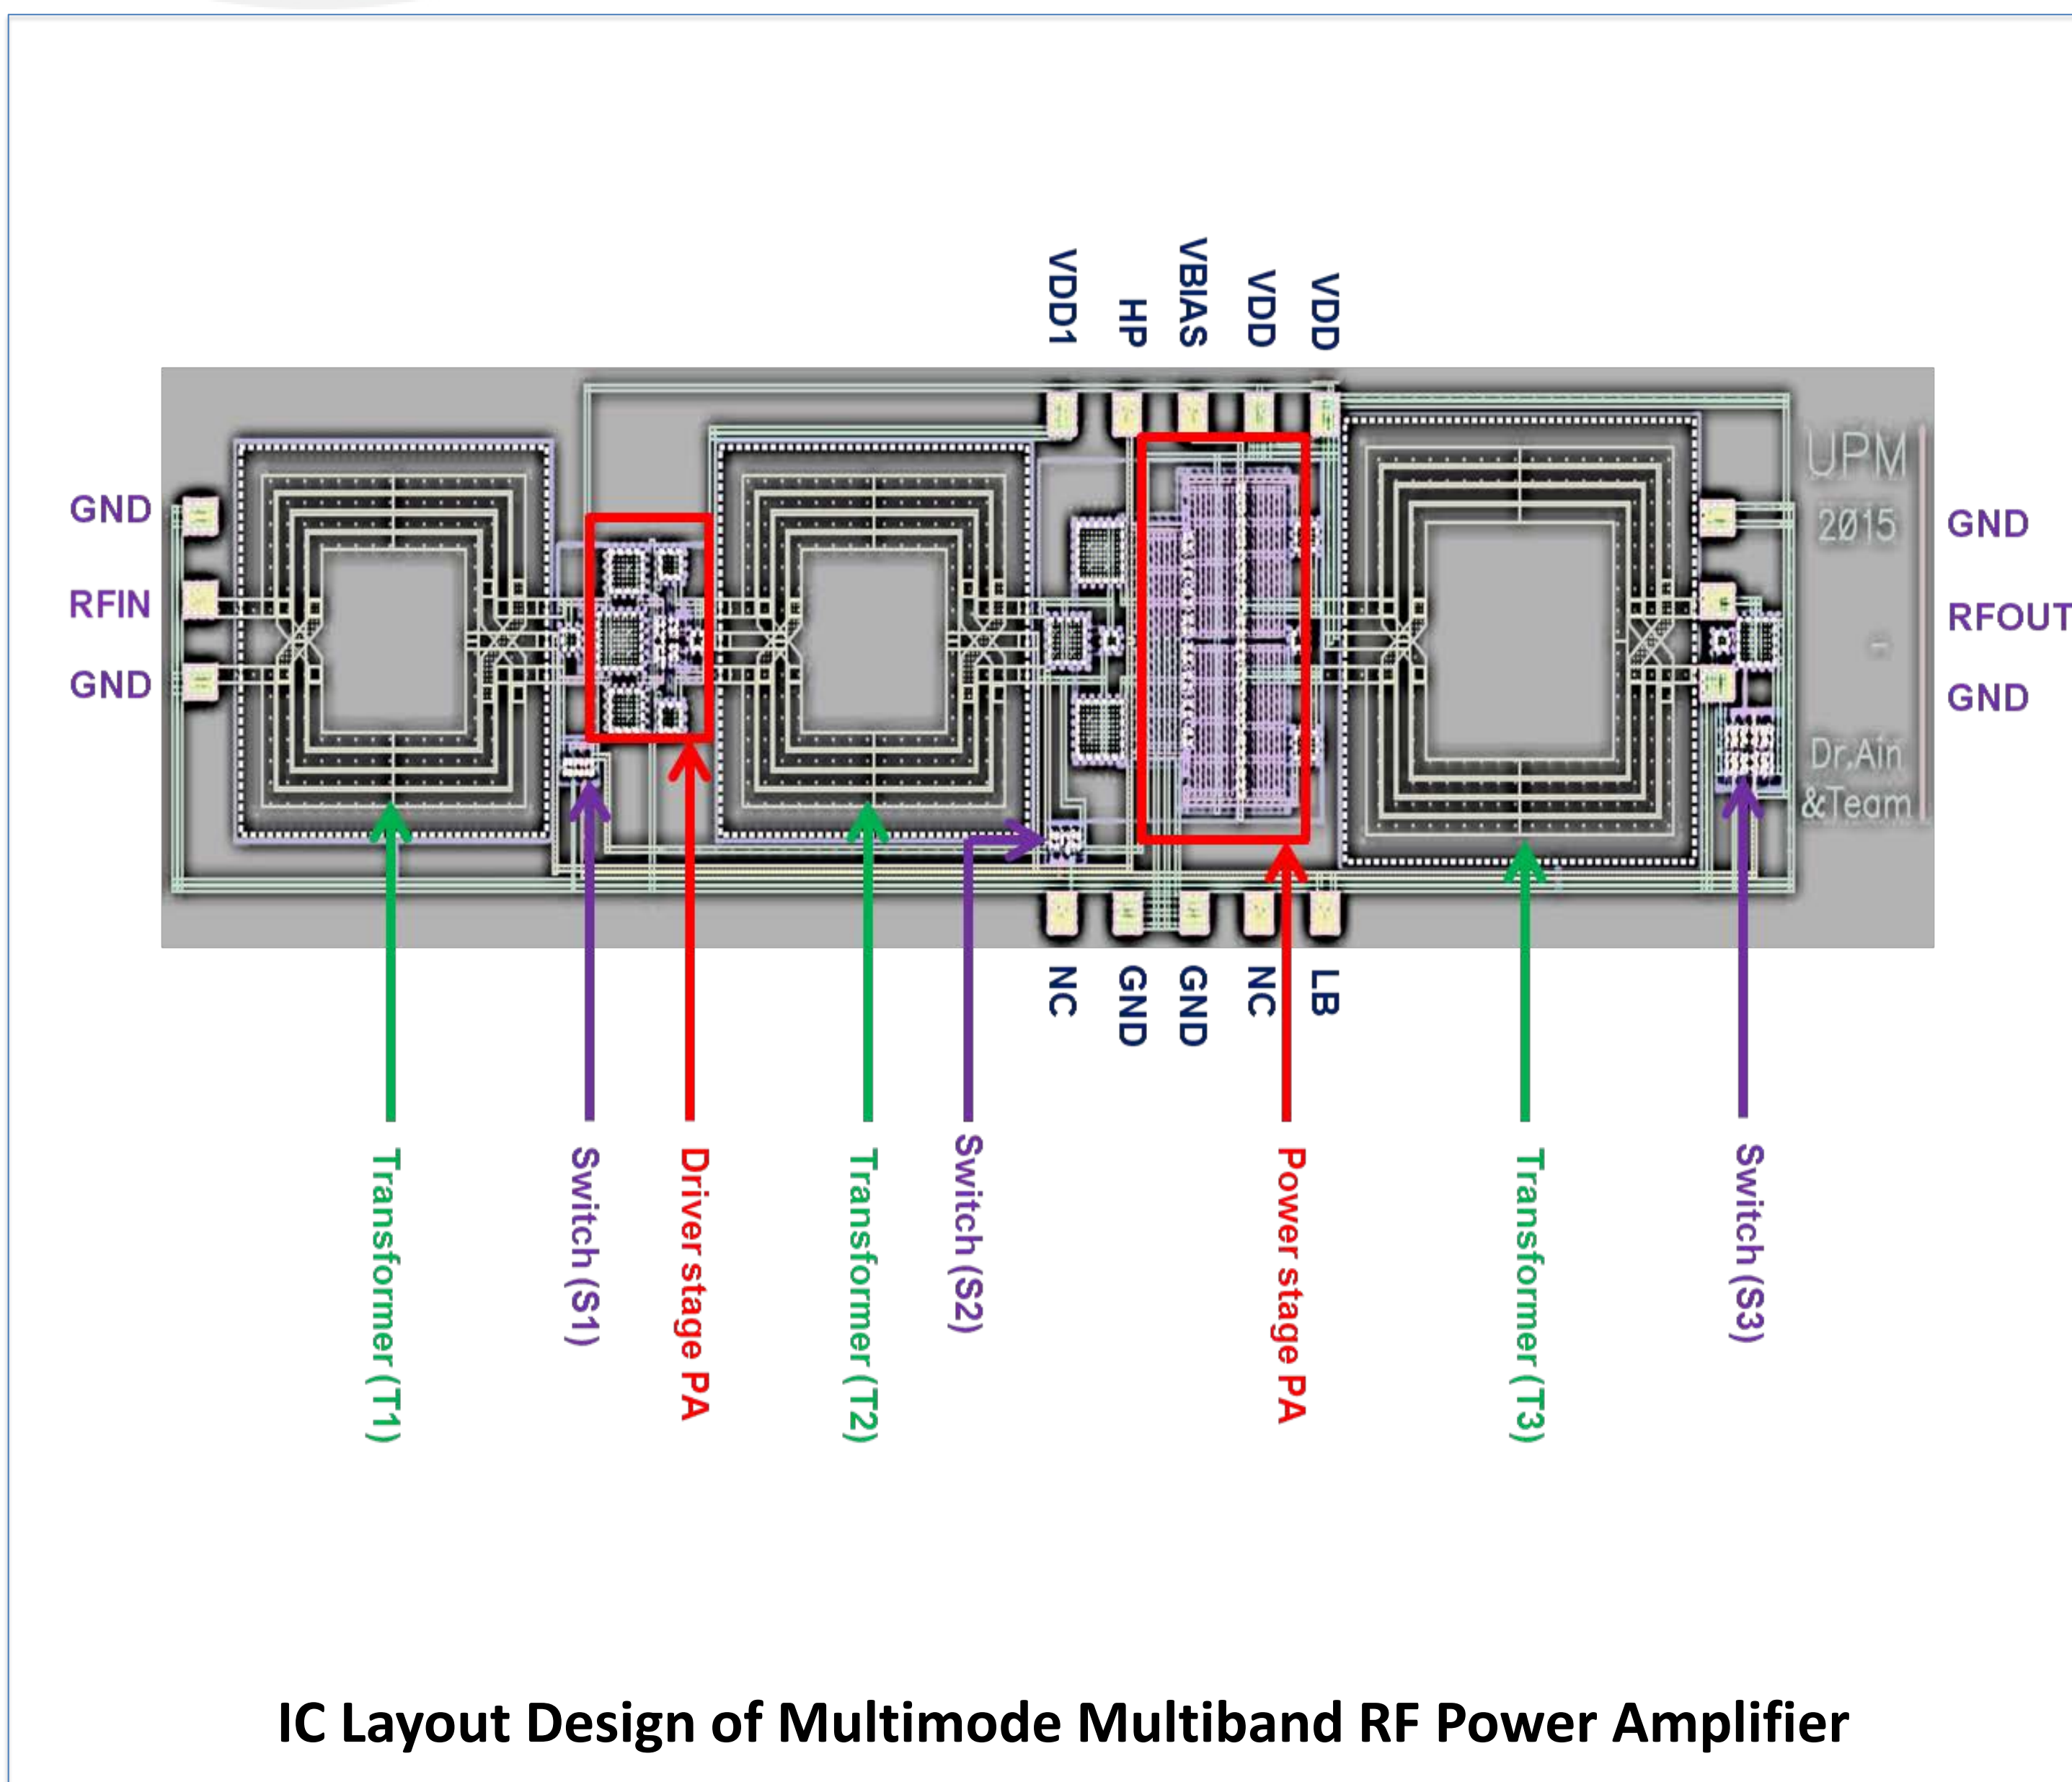 VDD1
HP
VBIAS
VDD
VDD
GND
RFIN
GND
UPM
2015
-
Dr,Ain
&Team
GND
RFOUT
GND
NC
GND
GND
NC
LB
Transformer (T1)
Switch (S1)
Driver stage PA
Transformer (T2)
Switch (S2)
Power stage PA
Transformer (T3)
Switch (S3)
IC Layout Design of Multimode Multiband RF Power Amplifier